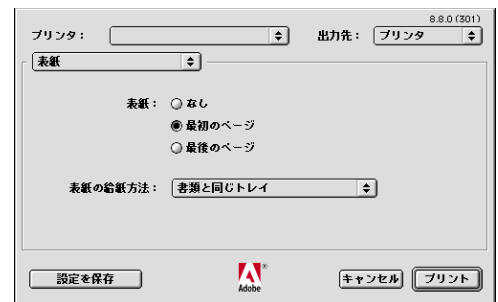 8.8.0 (301)
プリンタ： 出力先： プリンタ
表紙
表紙： なし
最初のページ
最後のページ
表紙の給紙方法： 書類と同じトレイ
設定を保存 Adobe キャンセル プリント